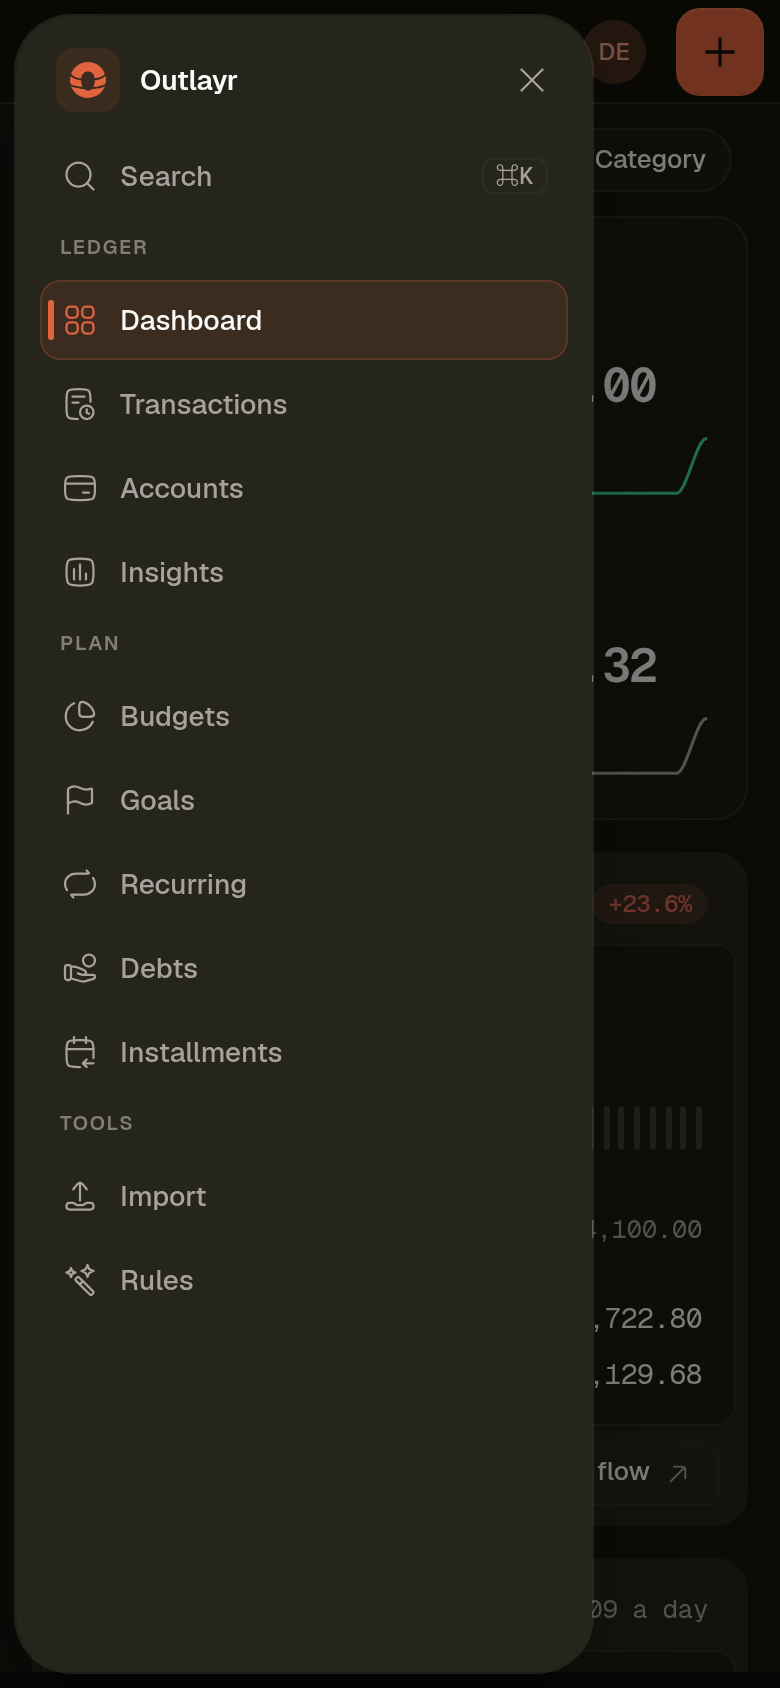 Outlayr
DE
Search
⌘K
Category
LEDGER
Dashboard
Transactions
.00
Accounts
Insights
PLAN
.32
Budgets
Goals
Recurring
+23.6%
Debts
Installments
TOOLS
Import
4,100.00
Rules
,722.80
,129.68
flow
09 a day